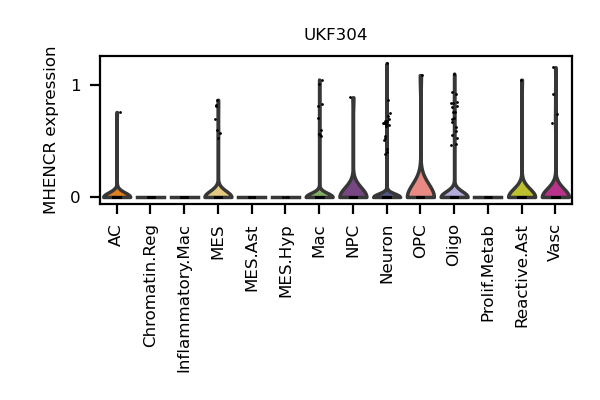 UKF304
MHENCR expression
1
0
AC
Chromatin.Reg
Inflammatory.Mac
MES
MES.Ast
MES.Hyp
Mac
NPC
Neuron
OPC
Oligo
Prolif.Metab
Reactive.Ast
Vasc